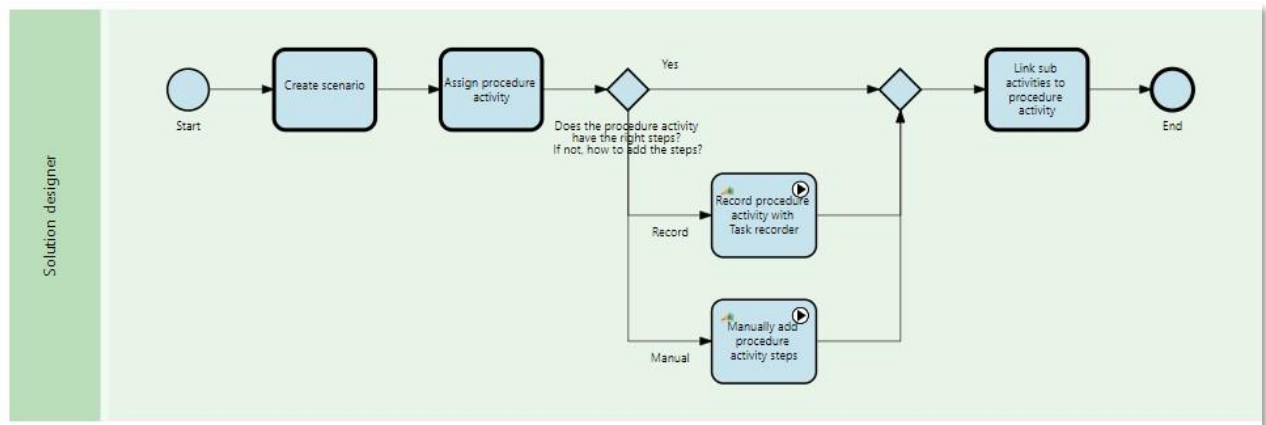 Solution designer
Start
Create scenario
Assign procedure
activity
Yes
Does the procedure activity
have the right steps?
If not, how to add the steps?
Record
Record procedure
activity with
Task recorder
Manual
Manually add
procedure
activity steps
Link sub
activities to
procedure
activity
End